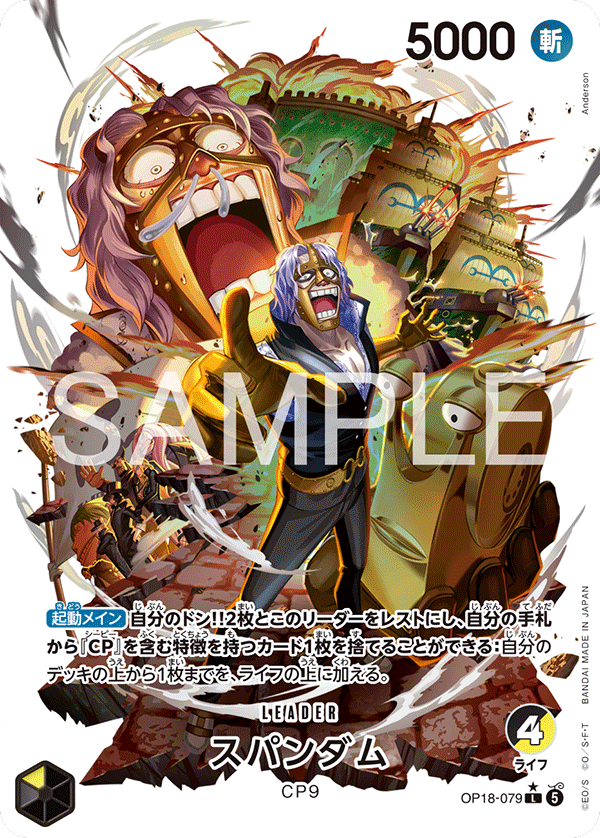 5000 斬
Anderson
SAMPLE
起動メイン 自分のドン!!2枚とこのリーダーをレストにし、自分の手札
から『CP』を含む特徴を持つカード1枚を捨てることができる:自分の
デッキの上から1枚までを、ライフの上に加える。
LEADER
スパンダム
CP9
4
ライフ
OP18-079 L 5
©E.O/S ©O/S・F・T BANDAI MADE IN JAPAN